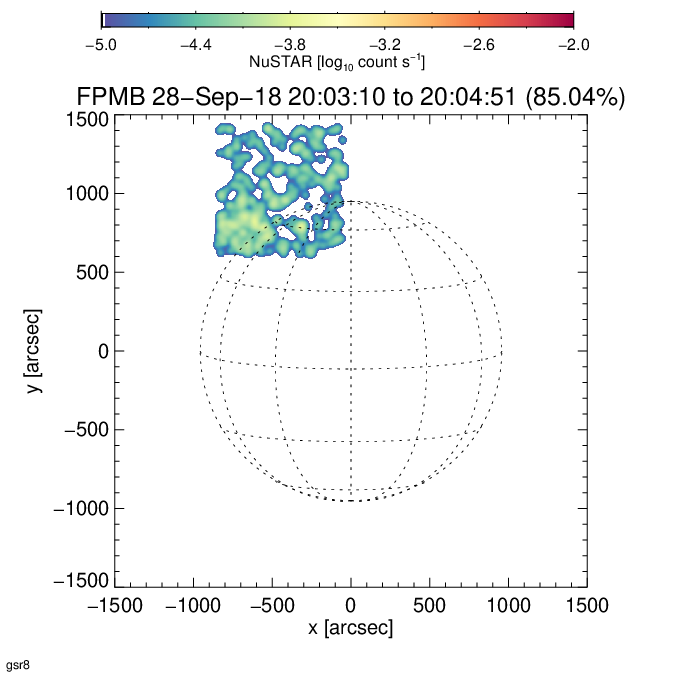 −5.0 −4.4 −3.8 −3.2 −2.6 −2.0
NuSTAR [log10 count s−1]
FPMB 28−Sep−18 20:03:10 to 20:04:51 (85.04%)
1500
1000
500
0
−500
−1000
−1500
y [arcsec]
−1500 −1000 −500 0 500 1000 1500
x [arcsec]
gsr8